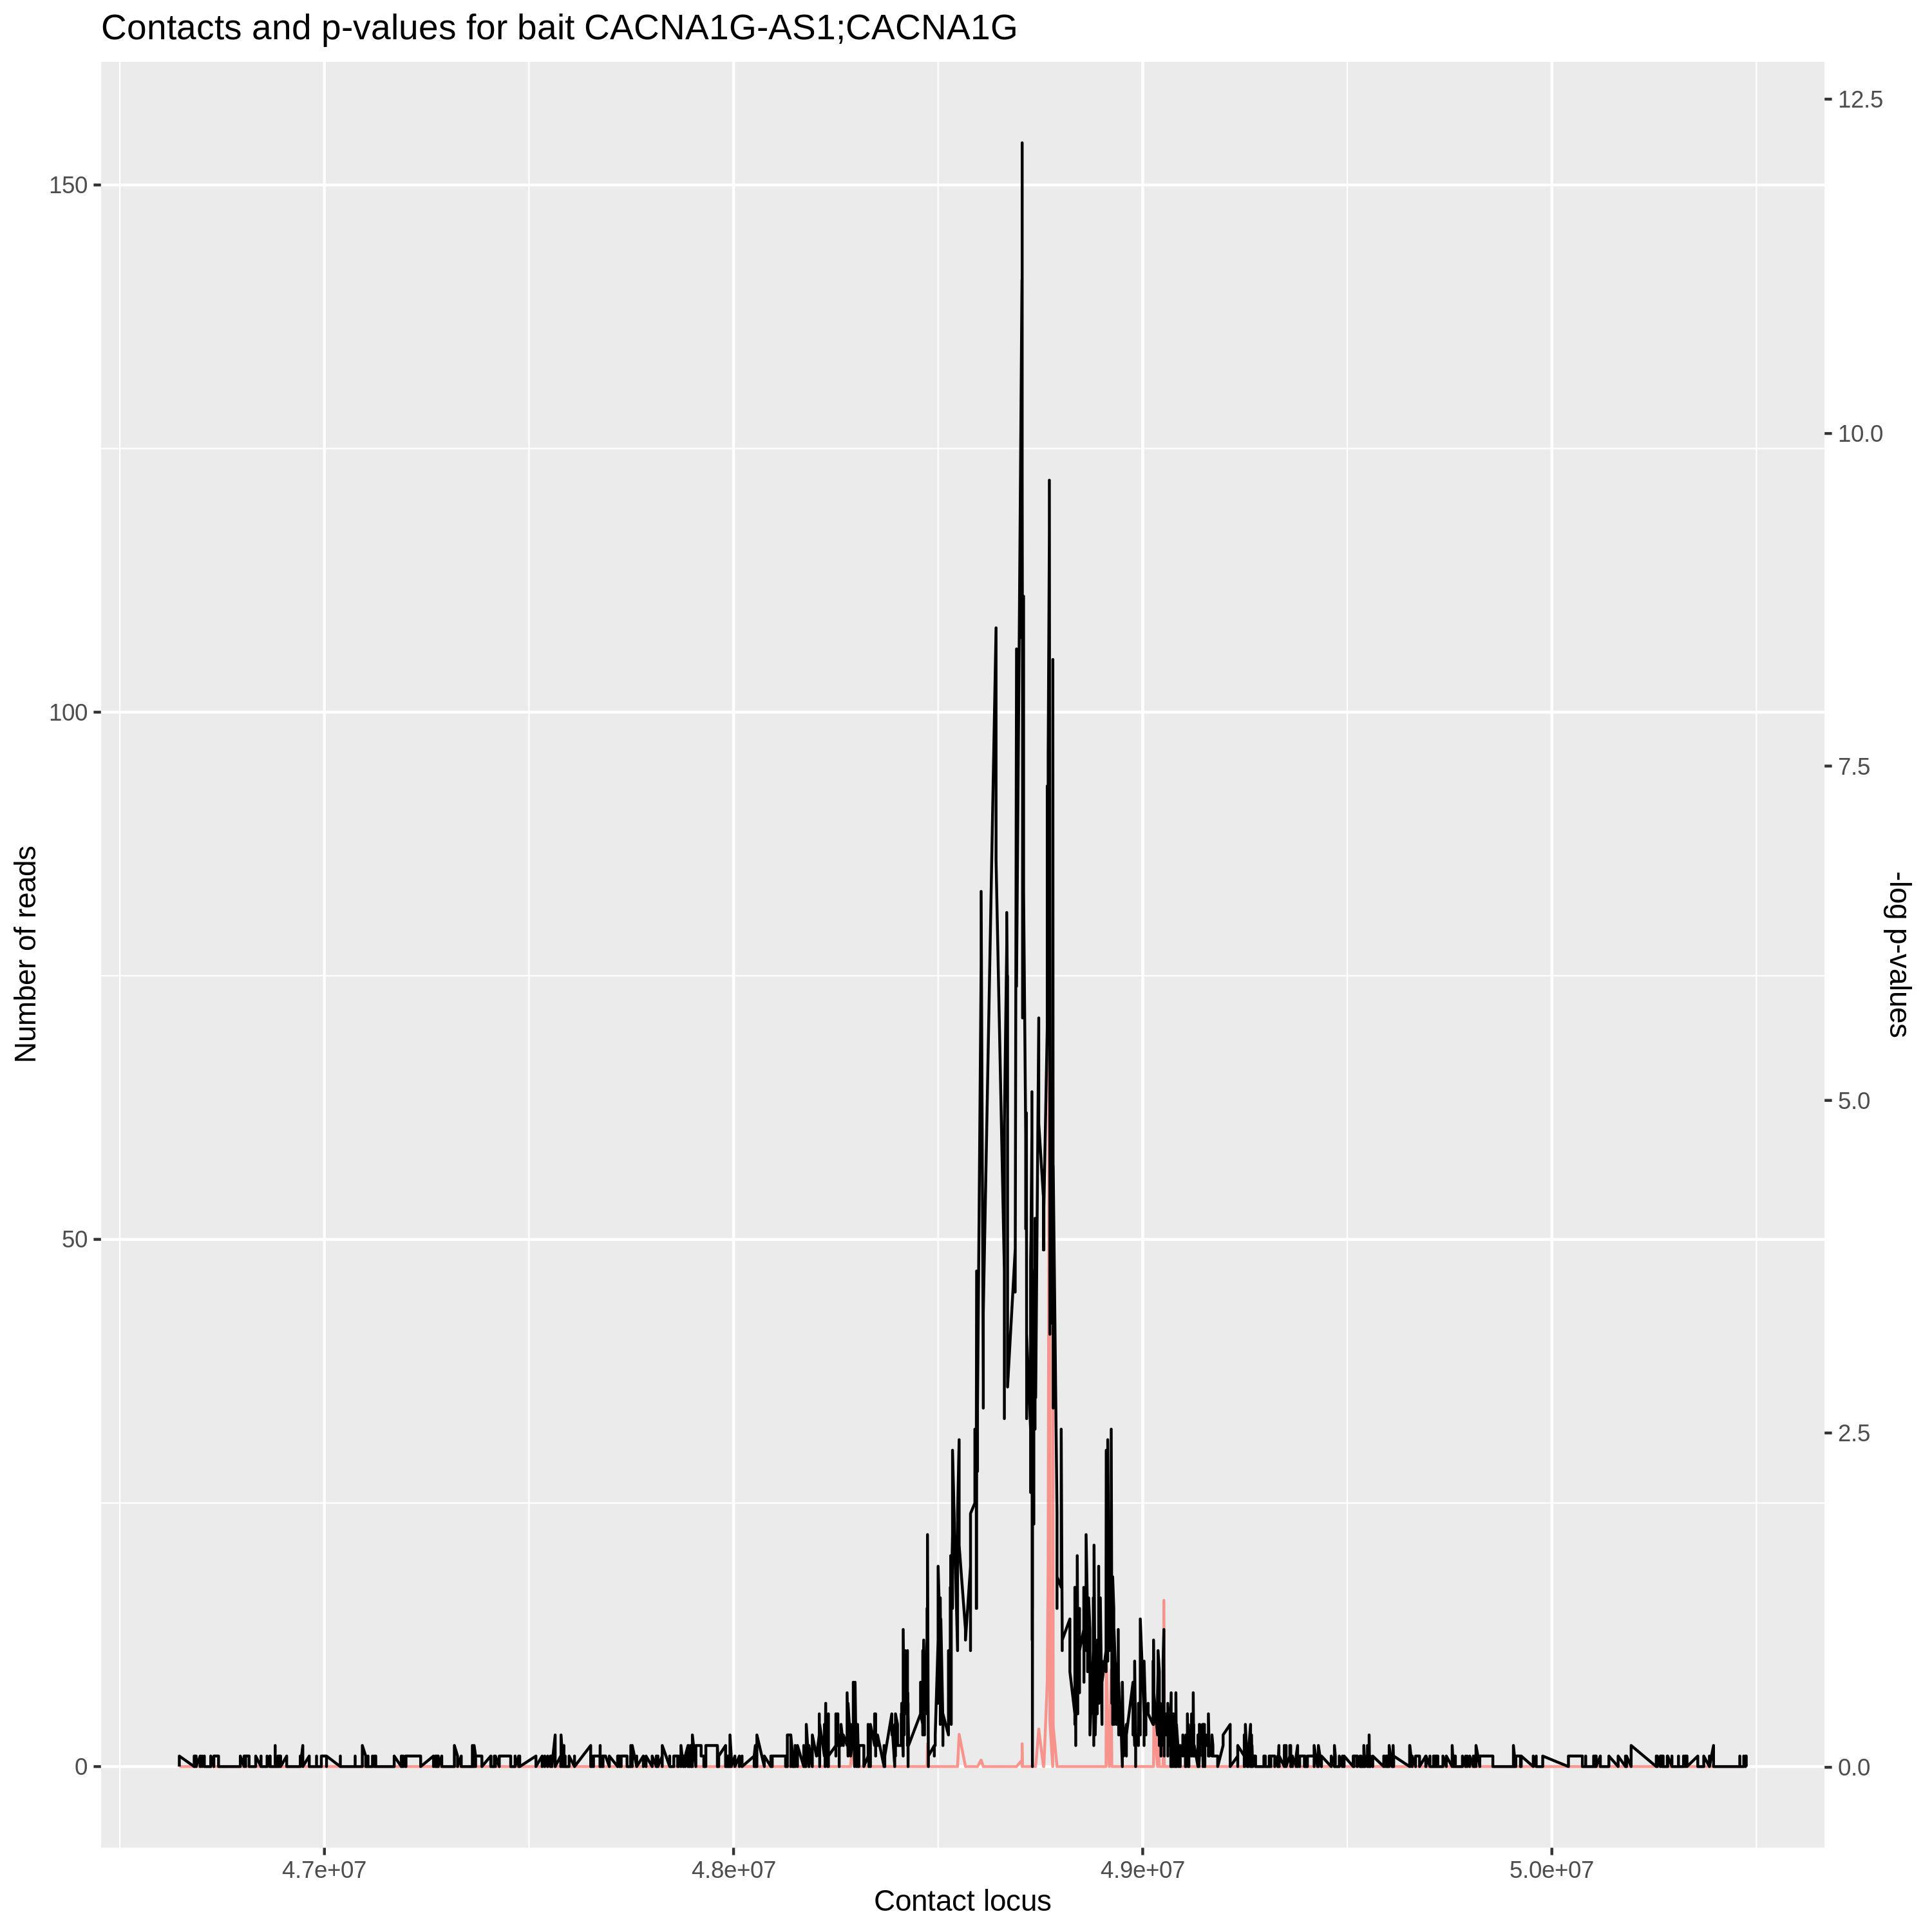 Contacts and p-values for bait CACNA1G-AS1;CACNA1G
150
100
50
0
Number of reads
12.5
10.0
7.5
5.0
2.5
0.0
-log p-values
4.7e+07
4.8e+07
4.9e+07
5.0e+07
Contact locus